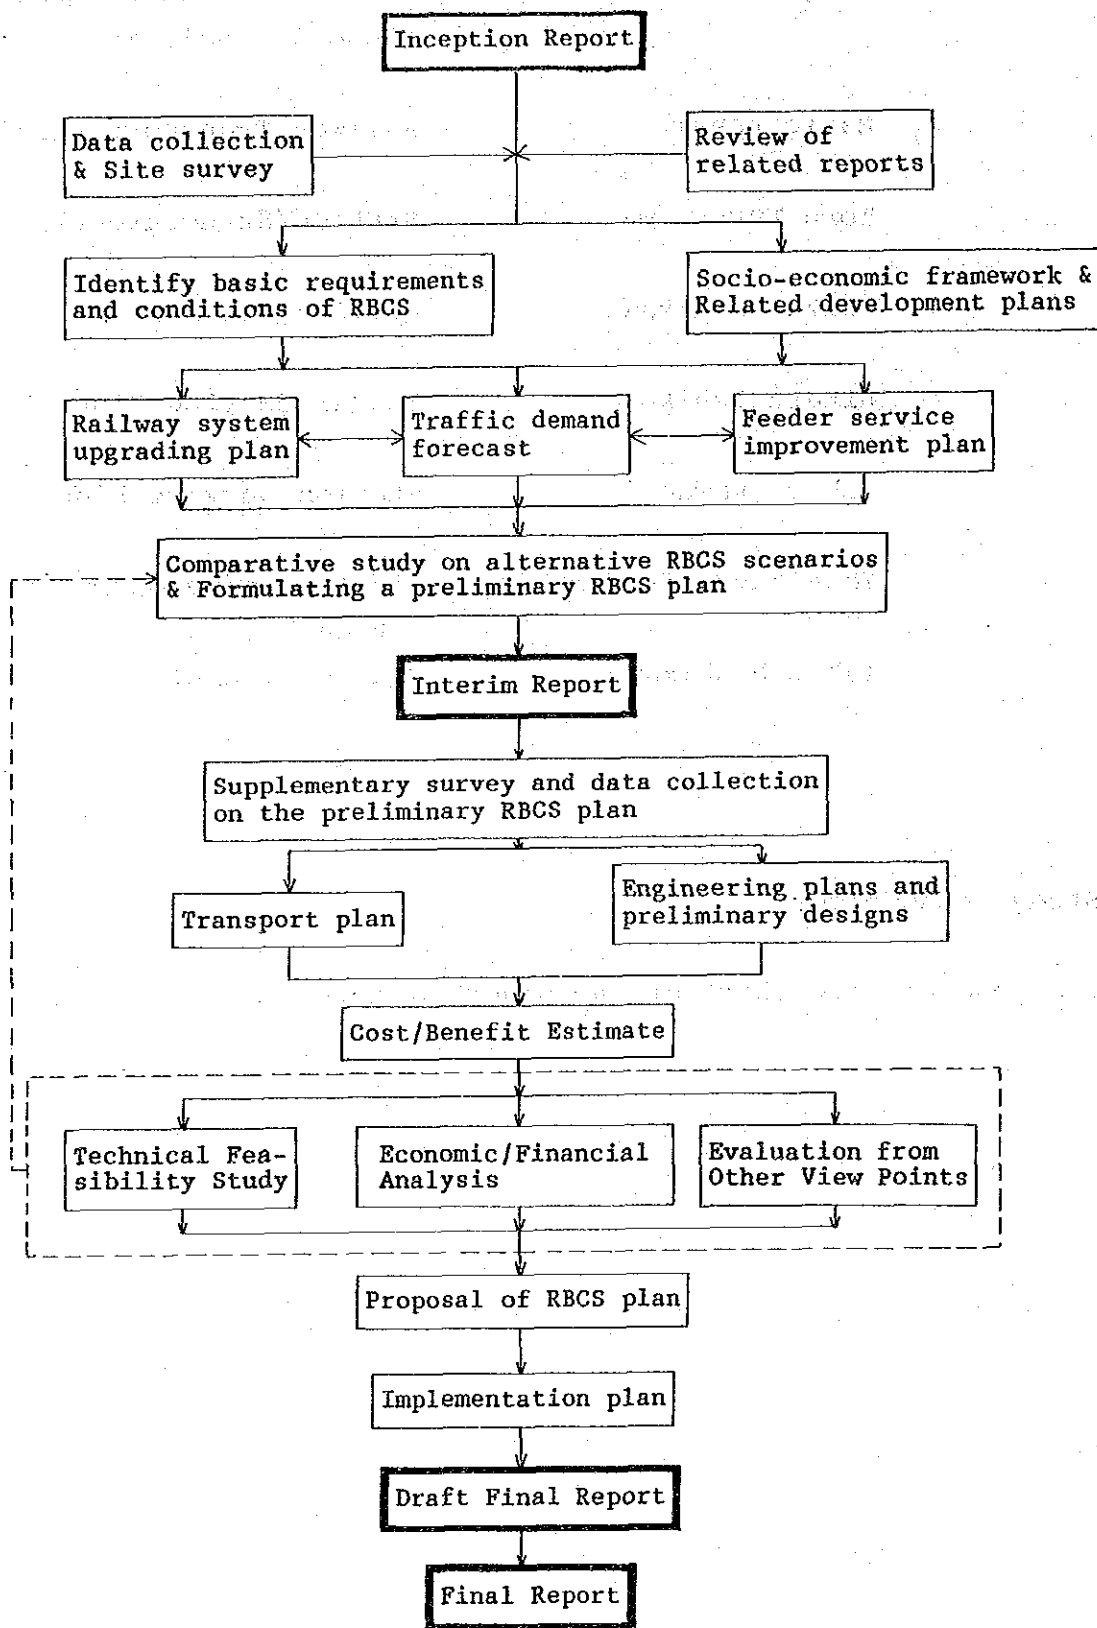 Inception Report
Data collection
& Site survey
Review of
related reports
Identify basic requirements
and conditions of RBCS
Socio-economic framework &
Related development plans
Railway system
upgrading plan
Traffic demand
forecast
Feeder service
improvement plan
Comparative study on alternative RBCS scenarios
& Formulating a preliminary RBCS plan
Interim Report
Supplementary survey and data collection
on the preliminary RBCS plan
Transport plan
Engineering plans and
preliminary designs
Cost/Benefit Estimate
Technical Fea-
sibility Study
Economic/Financial
Analysis
Evaluation from
Other View Points
Proposal of RBCS plan
Implementation plan
Draft Final Report
Final Report